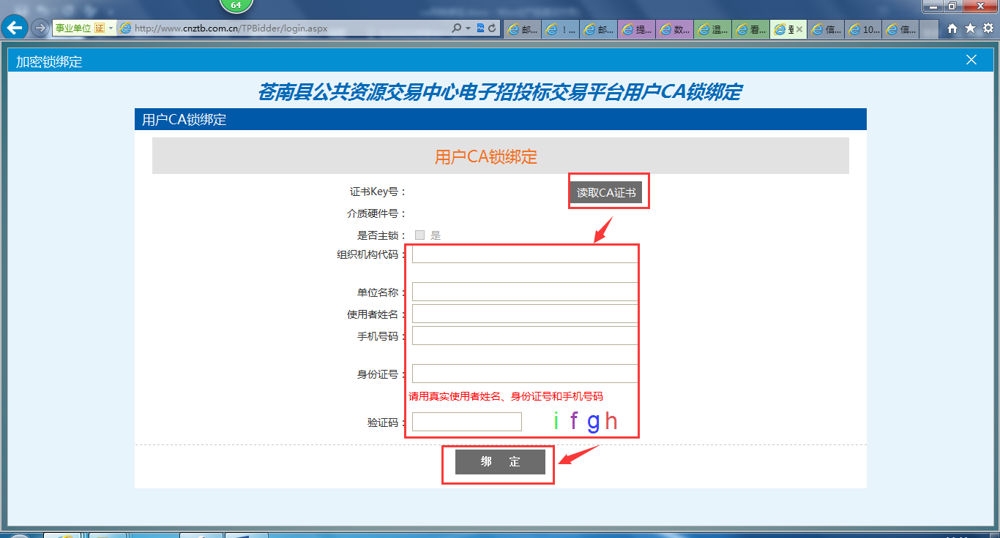 64
事业单位 证 http://www.cnztb.com.cn/TPBidder/login.aspx 邮... ！... 邮... 提... 数... 温... 看... 信... 10... 信...
加密锁绑定
苍南县公共资源交易中心电子招投标交易平台用户CA锁绑定
用户CA锁绑定
用户CA锁绑定
证书Key号： 读取CA证书
介质硬件号：
是否主锁： 是
组织机构代码：
单位名称：
使用者姓名：
手机号码：
身份证号：
请用真实使用者姓名、身份证号和手机号码
验证码： i f g h
绑 定